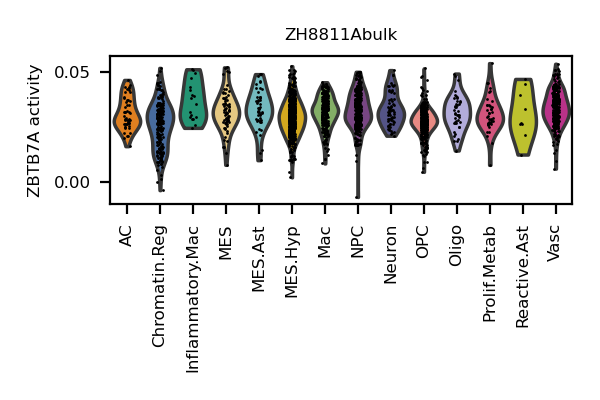 ZH8811Abulk
ZBTB7A activity
0.05
0.00
AC
Chromatin.Reg
Inflammatory.Mac
MES
MES.Ast
MES.Hyp
Mac
NPC
Neuron
OPC
Oligo
Prolif.Metab
Reactive.Ast
Vasc